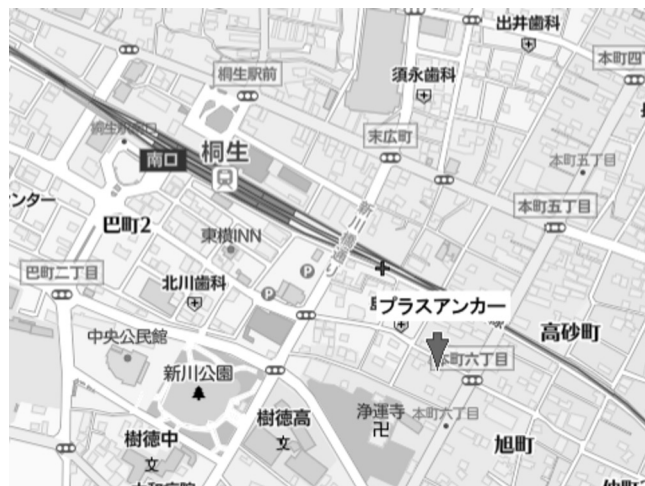 出井歯科
桐生駅前
須永歯科
本町四
末広町
南口
桐生
本町五丁目
本町五丁目
ンター
巴町2
東横INN
新川
通り
巴町二丁目
北川歯科
P
P
プラスアンカー
高砂町
中央公民館
新川公園
本町六丁目
樹徳高
浄運寺
本町六丁目
樹徳中
旭町